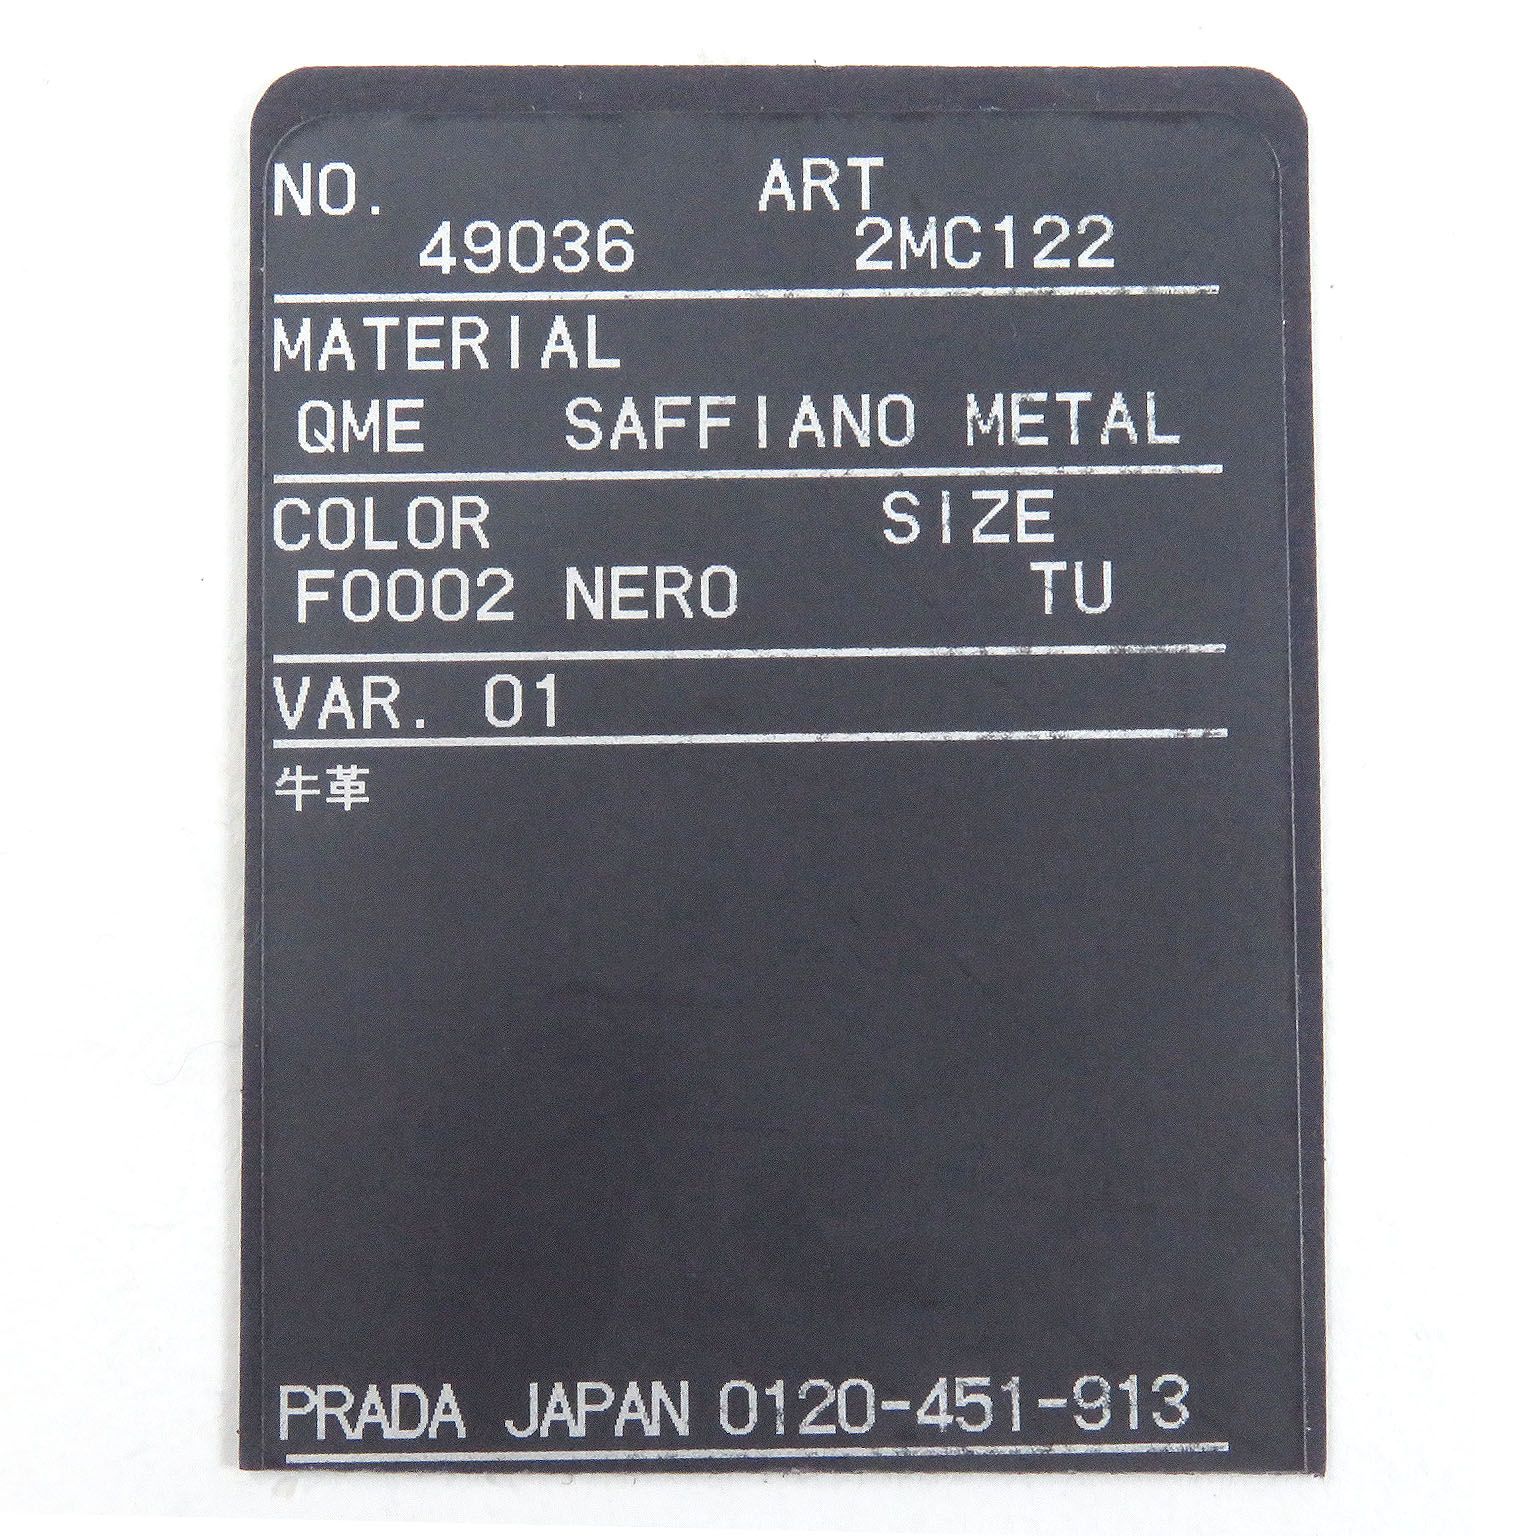 NO. ART
49036 2MC122
MATERIAL
QME SAFFIANO METAL
COLOR SIZE
F0002 NERO TU
VAR. 01
牛革
PRADA JAPAN 0120-451-913